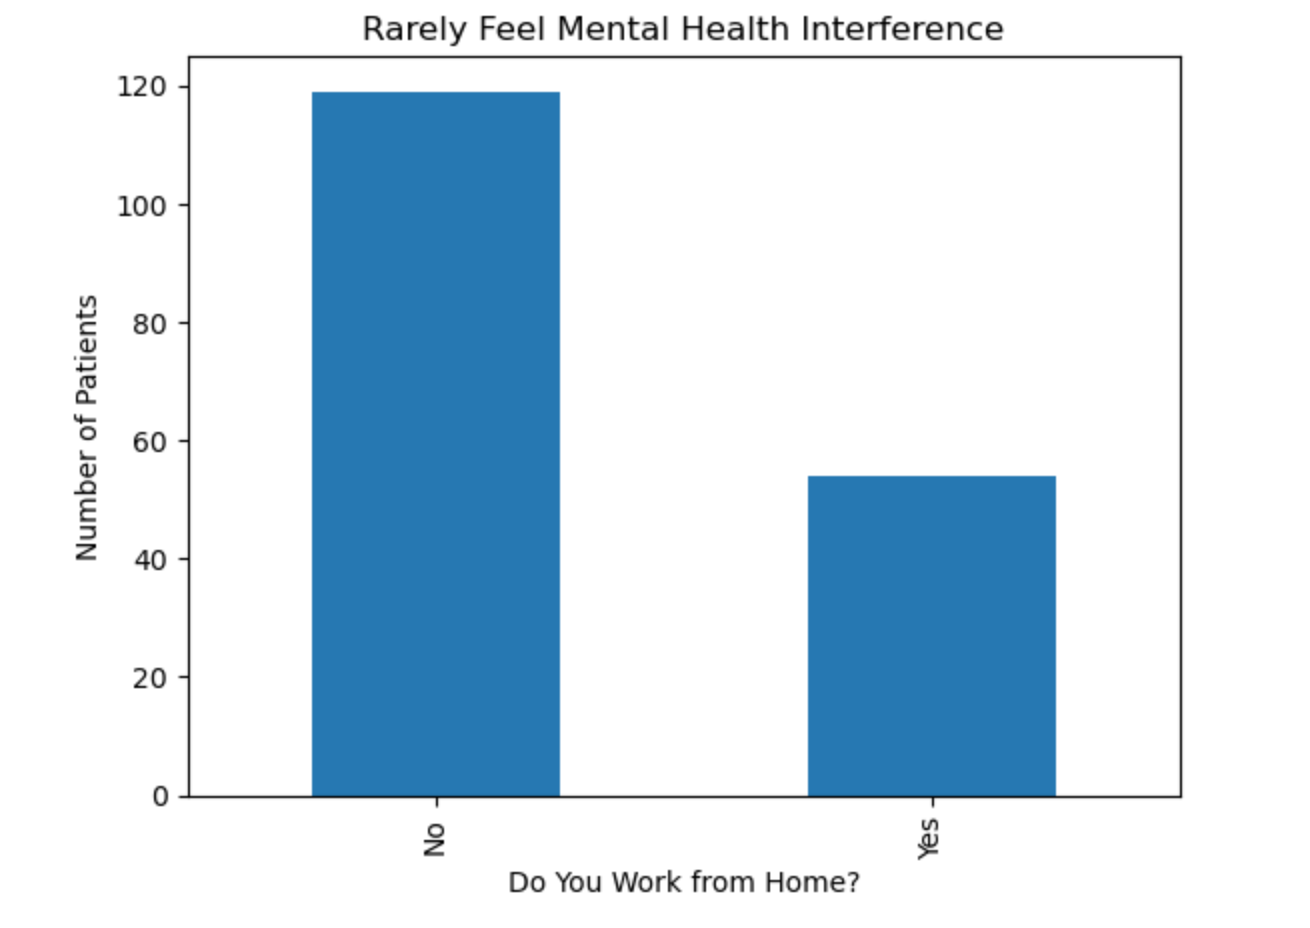 Rarely Feel Mental Health Interference
120
100
80
60
40
20
0
Number of Patients
No
Yes
Do You Work from Home?